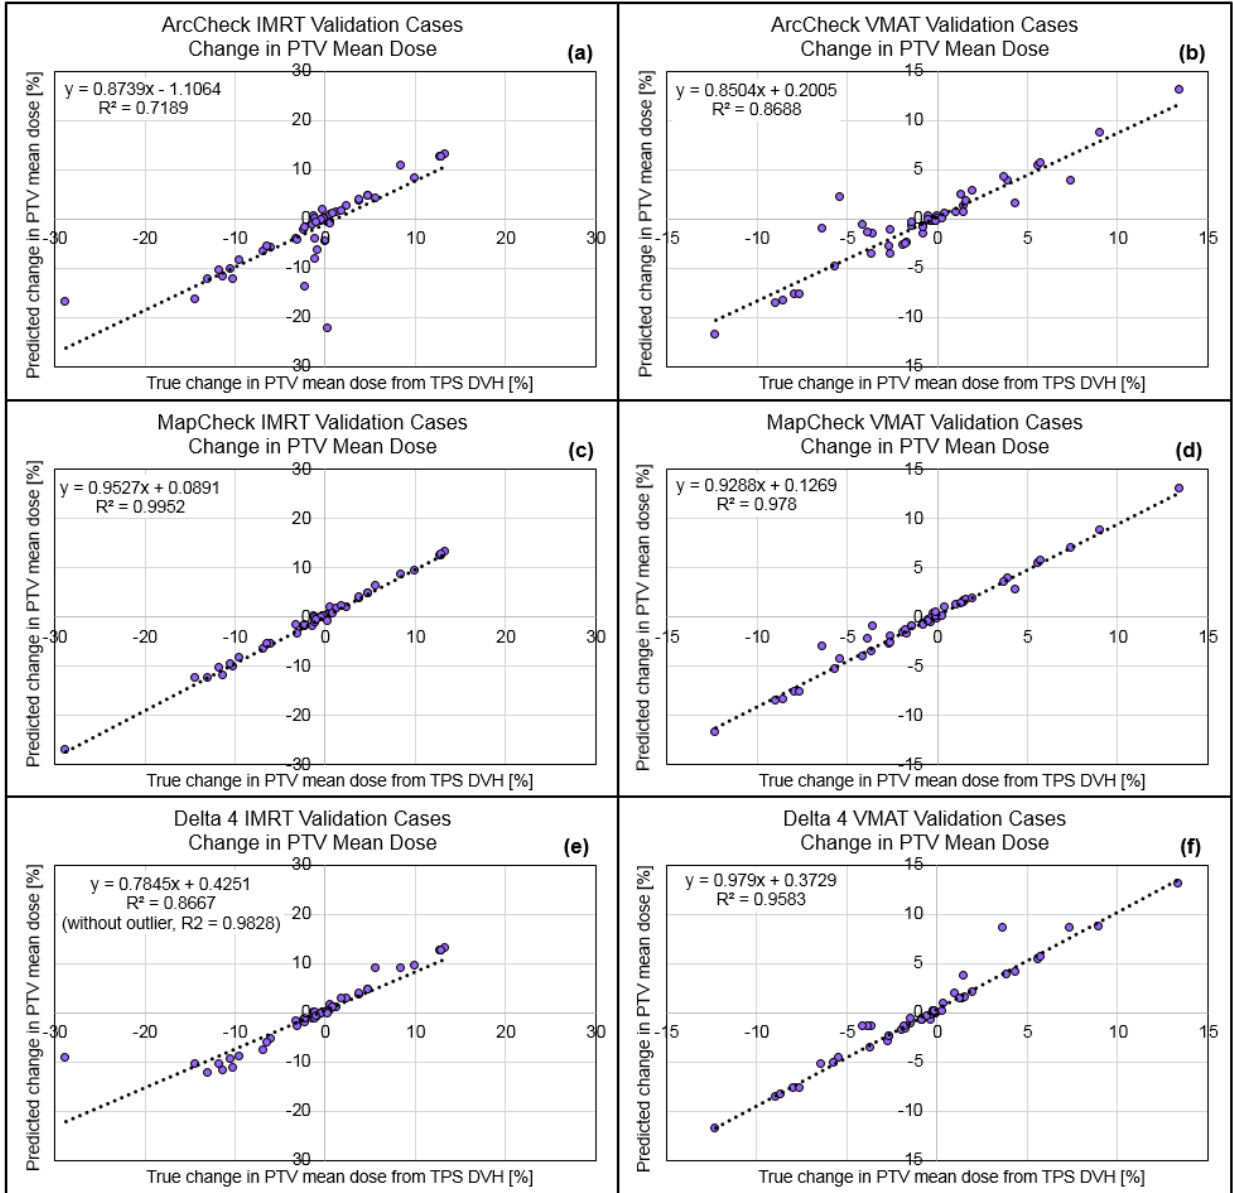 ArcCheck IMRT Validation Cases
Change in PTV Mean Dose
(a)
Predicted change in PTV mean dose [%]
y = 0.8739x - 1.1064
R² = 0.7189
30
20
10
0
-10
-20
-30
-30
-20
-10
0
10
20
30
True change in PTV mean dose from TPS DVH [%]
ArcCheck VMAT Validation Cases
Change in PTV Mean Dose
(b)
Predicted change in PTV mean dose [%]
y = 0.8504x + 0.2005
R² = 0.8688
15
10
5
0
-5
-10
-15
-15
-10
-5
0
5
10
15
True change in PTV mean dose from TPS DVH [%]
MapCheck IMRT Validation Cases
Change in PTV Mean Dose
(c)
Predicted change in PTV mean dose [%]
y = 0.9527x + 0.0891
R² = 0.9952
30
20
10
0
-10
-20
-30
-30
-20
-10
0
10
20
30
True change in PTV mean dose from TPS DVH [%]
MapCheck VMAT Validation Cases
Change in PTV Mean Dose
(d)
Predicted change in PTV mean dose [%]
y = 0.9288x + 0.1269
R² = 0.978
15
10
5
0
-5
-10
-15
-15
-10
-5
0
5
10
15
True change in PTV mean dose from TPS DVH [%]
Delta 4 IMRT Validation Cases
Change in PTV Mean Dose
(e)
Predicted change in PTV mean dose [%]
y = 0.7845x + 0.4251
R² = 0.8667
(without outlier, R2 = 0.9828)
30
20
10
0
-10
-20
-30
-30
-20
-10
0
10
20
30
True change in PTV mean dose from TPS DVH [%]
Delta 4 VMAT Validation Cases
Change in PTV Mean Dose
(f)
Predicted change in PTV mean dose [%]
y = 0.979x + 0.3729
R² = 0.9583
15
10
5
0
-5
-10
-15
-15
-10
-5
0
5
10
15
True change in PTV mean dose from TPS DVH [%]